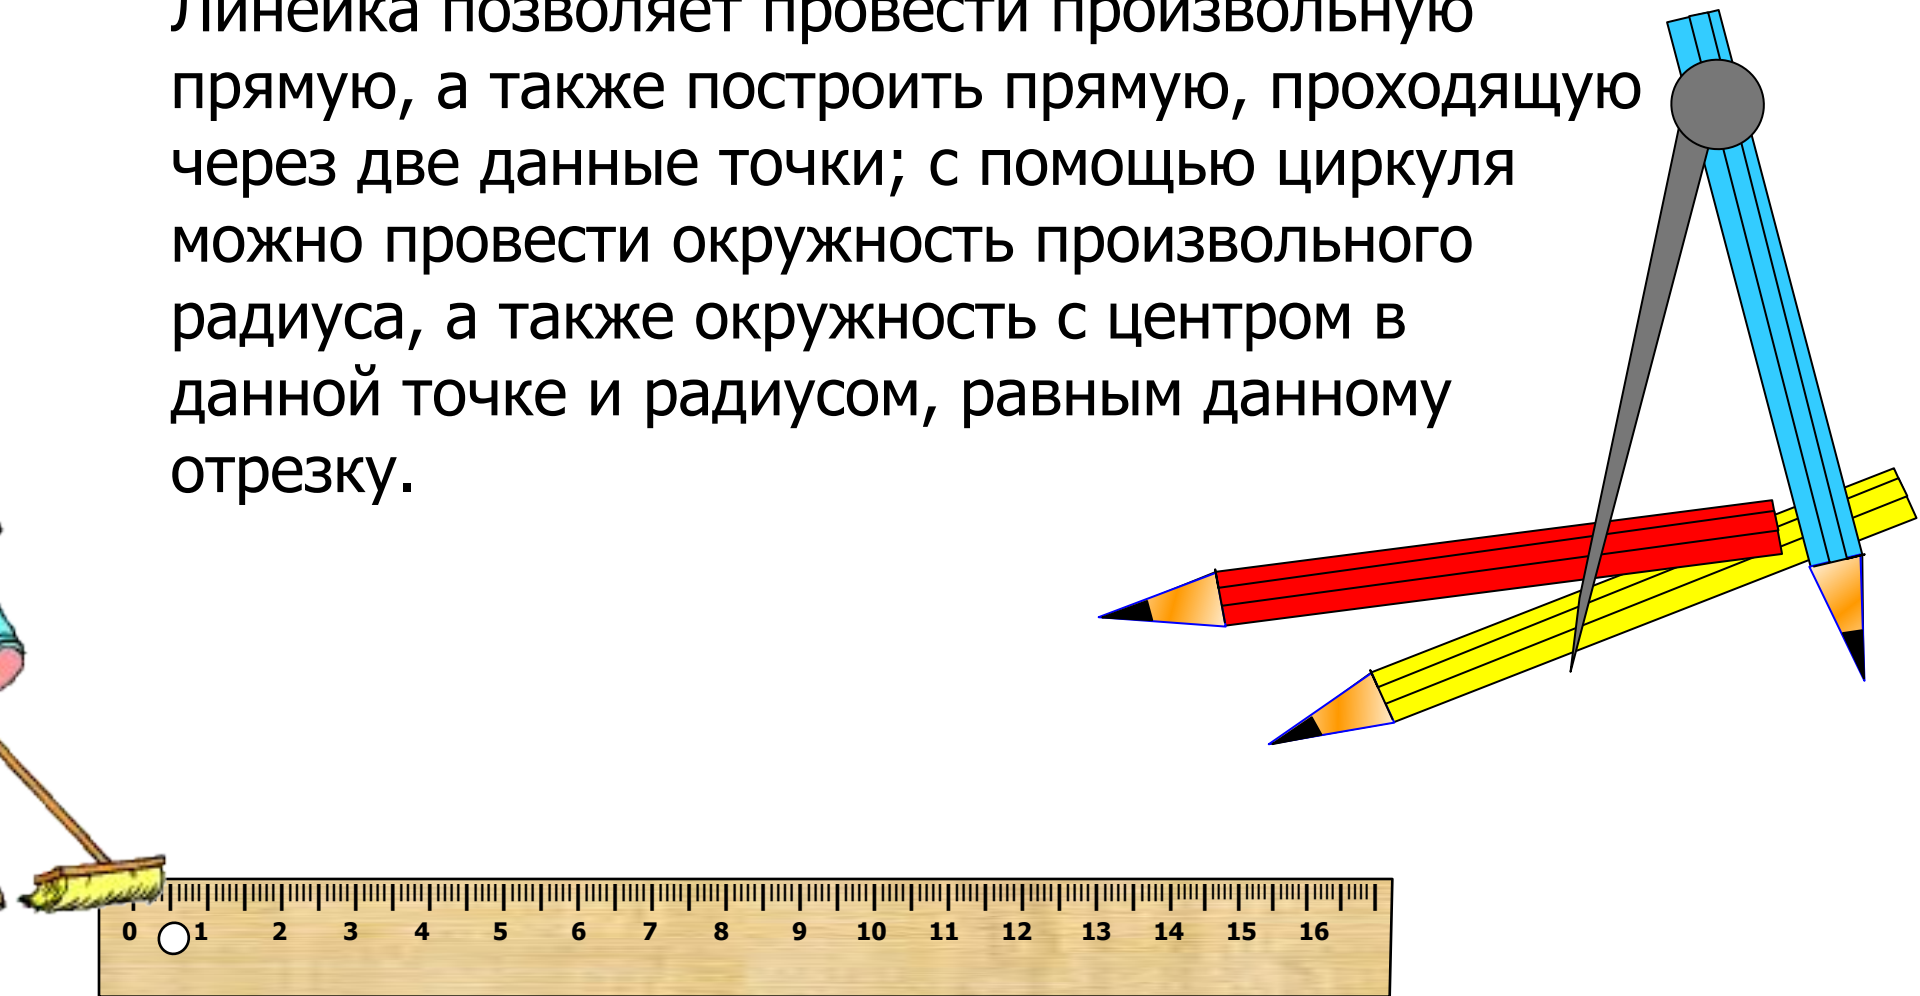 Линейка позволяет провести произвольную
прямую, а также построить прямую, проходящую
через две данные точки; с помощью циркуля
можно провести окружность произвольного
радиуса, а также окружность с центром в
данной точке и радиусом, равным данному
отрезку.
0 1 2 3 4 5 6 7 8 9 10 11 12 13 14 15 16